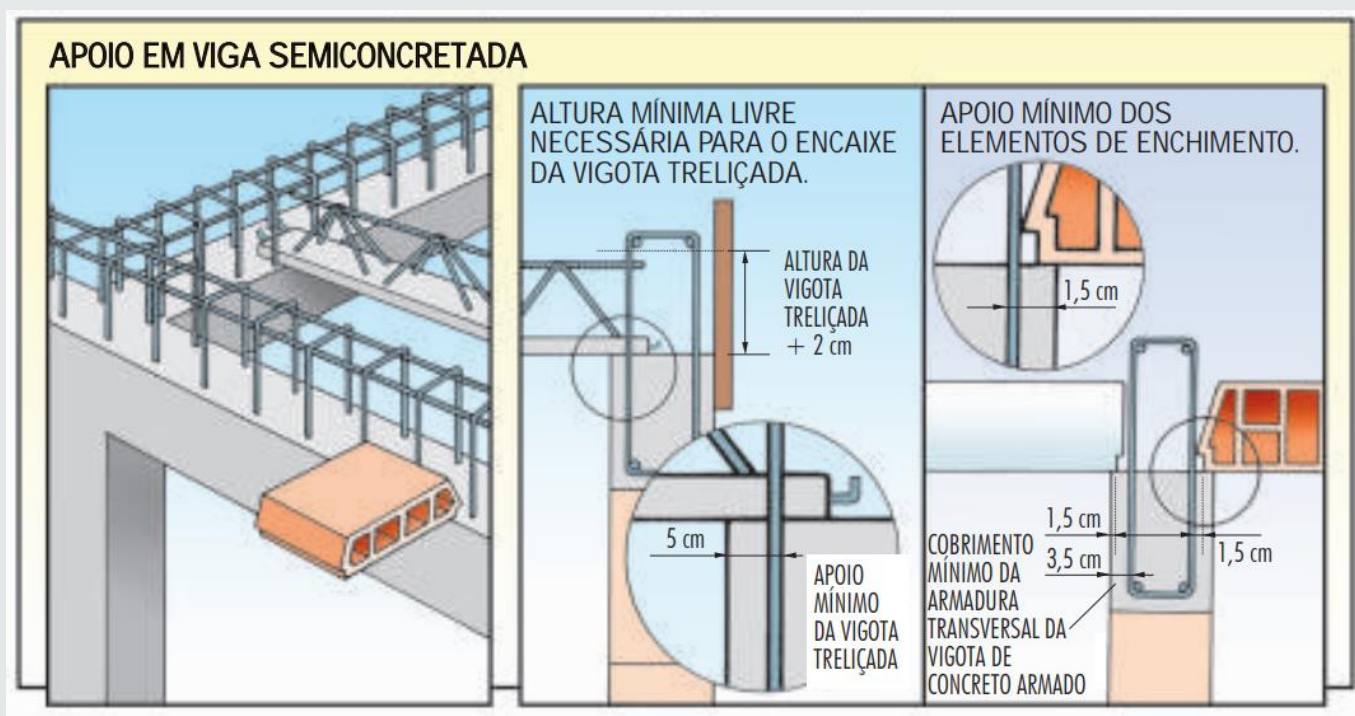 APOIO EM VIGA SEMICONCRETADA
ALTURA MÍNIMA LIVRE
NECESSÁRIA PARA O ENCAIXE
DA VIGOTA TRELIÇADA.
ALTURA DA
VIGOTA
TRELIÇADA
+ 2 cm
5 cm
APOIO
MÍNIMO
DA VIGOTA
TRELIÇADA
APOIO MÍNIMO DOS
ELEMENTOS DE ENCHIMENTO.
1,5 cm
1,5 cm
3,5 cm
1,5 cm
COBRIMENTO
MÍNIMO DA
ARMADURA
TRANSVERSAL DA
VIGOTA DE
CONCRETO ARMADO